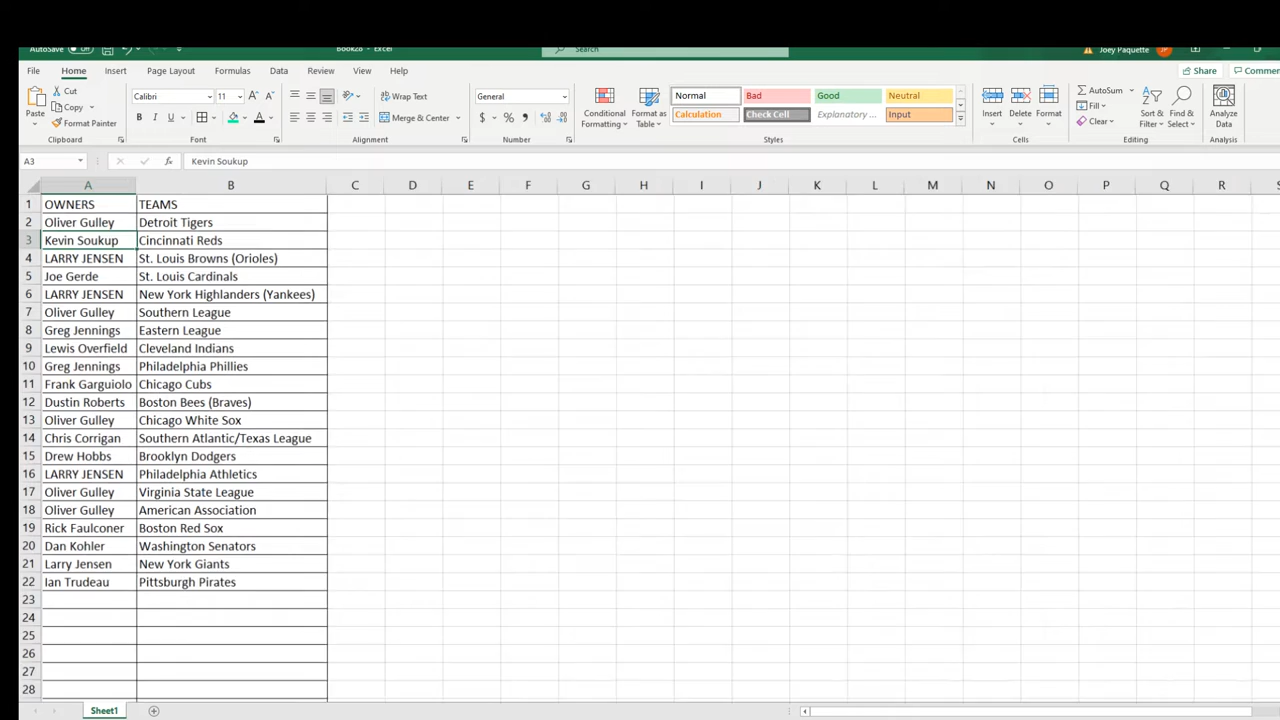 AutoSave Off Book28 - Excel Search Joey Paquette JP
File Home Insert Page Layout Formulas Data Review View Help Share Commen
Paste Cut Copy Format Painter Clipboard
Calibri 11 A A B I U A Font
Wrap Text Merge & Center Alignment
General $ % 9 Number
Conditional Formatting Format as Table
Normal Bad Good Neutral
Calculation Check Cell Explanatory ... Input
Styles
Insert Delete Format Cells
AutoSum Fill Clear Sort & Filter Find & Select Editing
Analyze Data Analysis
A3 fx Kevin Soukup
A B C D E F G H I J K L M N O P Q R S
1 OWNERS TEAMS
2 Oliver Gulley Detroit Tigers
3 Kevin Soukup Cincinnati Reds
4 LARRY JENSEN St. Louis Browns (Orioles)
5 Joe Gerde St. Louis Cardinals
6 LARRY JENSEN New York Highlanders (Yankees)
7 Oliver Gulley Southern League
8 Greg Jennings Eastern League
9 Lewis Overfield Cleveland Indians
10 Greg Jennings Philadelphia Phillies
11 Frank Garguiolo Chicago Cubs
12 Dustin Roberts Boston Bees (Braves)
13 Oliver Gulley Chicago White Sox
14 Chris Corrigan Southern Atlantic/Texas League
15 Drew Hobbs Brooklyn Dodgers
16 LARRY JENSEN Philadelphia Athletics
17 Oliver Gulley Virginia State League
18 Oliver Gulley American Association
19 Rick Faulconer Boston Red Sox
20 Dan Kohler Washington Senators
21 Larry Jensen New York Giants
22 Ian Trudeau Pittsburgh Pirates
23
24
25
26
27
28
Sheet1